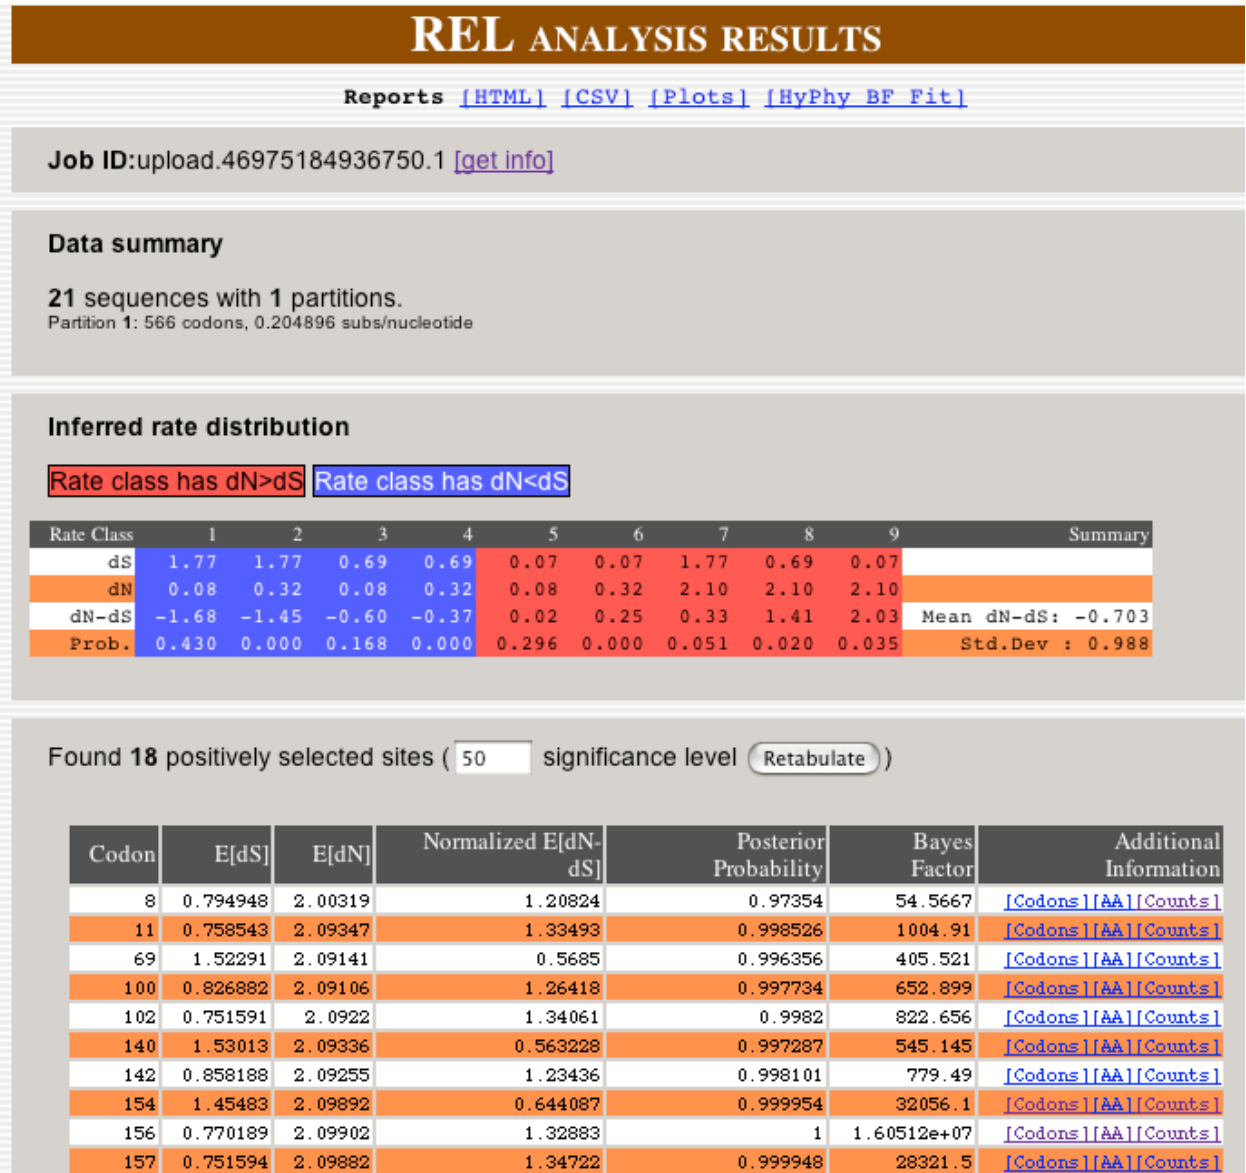 REL ANALYSIS RESULTS
Reports [HTML] [CSV] [Plots] [HyPhy BF Fit]
Job ID:upload.46975184936750.1 [get info]
Data summary
21 sequences with 1 partitions.
Partition 1: 566 codons, 0.204896 subs/nucleotide
Inferred rate distribution
Rate class has dN>dS Rate class has dN<dS
Rate Class 1 2 3 4 5 6 7 8 9 Summary
dS 1.77 1.77 0.69 0.69 0.07 0.07 1.77 0.69 0.07
dN 0.08 0.32 0.08 0.32 0.08 0.32 2.10 2.10 2.10
dN-dS -1.68 -1.45 -0.60 -0.37 0.02 0.25 0.33 1.41 2.03 Mean dN-dS: -0.703
Prob. 0.430 0.000 0.168 0.000 0.296 0.000 0.051 0.020 0.035 Std.Dev : 0.988
Found 18 positively selected sites ( 50 significance level Retabulate )
Codon E[dS] E[dN] Normalized E[dN-dS] Posterior Probability Bayes Factor Additional Information
8 0.794948 2.00319 1.20824 0.97354 54.5667 [Codons][AA][Counts]
11 0.758543 2.09347 1.33493 0.998526 1004.91 [Codons][AA][Counts]
69 1.52291 2.09141 0.5685 0.996356 405.521 [Codons][AA][Counts]
100 0.826882 2.09106 1.26418 0.997734 652.899 [Codons][AA][Counts]
102 0.751591 2.0922 1.34061 0.9982 822.656 [Codons][AA][Counts]
140 1.53013 2.09336 0.563228 0.997287 545.145 [Codons][AA][Counts]
142 0.858188 2.09255 1.23436 0.998101 779.49 [Codons][AA][Counts]
154 1.45483 2.09892 0.644087 0.999954 32056.1 [Codons][AA][Counts]
156 0.770189 2.09902 1.32883 1 1.60512e+07 [Codons][AA][Counts]
157 0.751594 2.09882 1.34722 0.999948 28321.5 [Codons][AA][Counts]